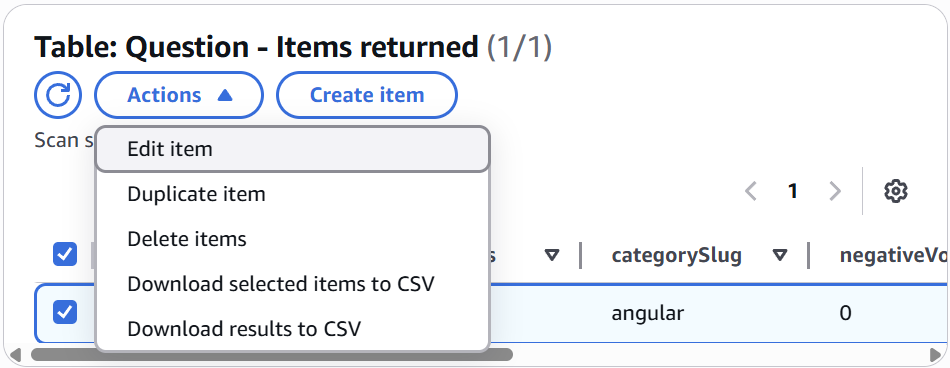 Table: Question - Items returned (1/1)
Actions Create item
Scan s
Edit item
Duplicate item
1
Delete items
s categorySlug negativeVo
Download selected items to CSV
angular 0
Download results to CSV